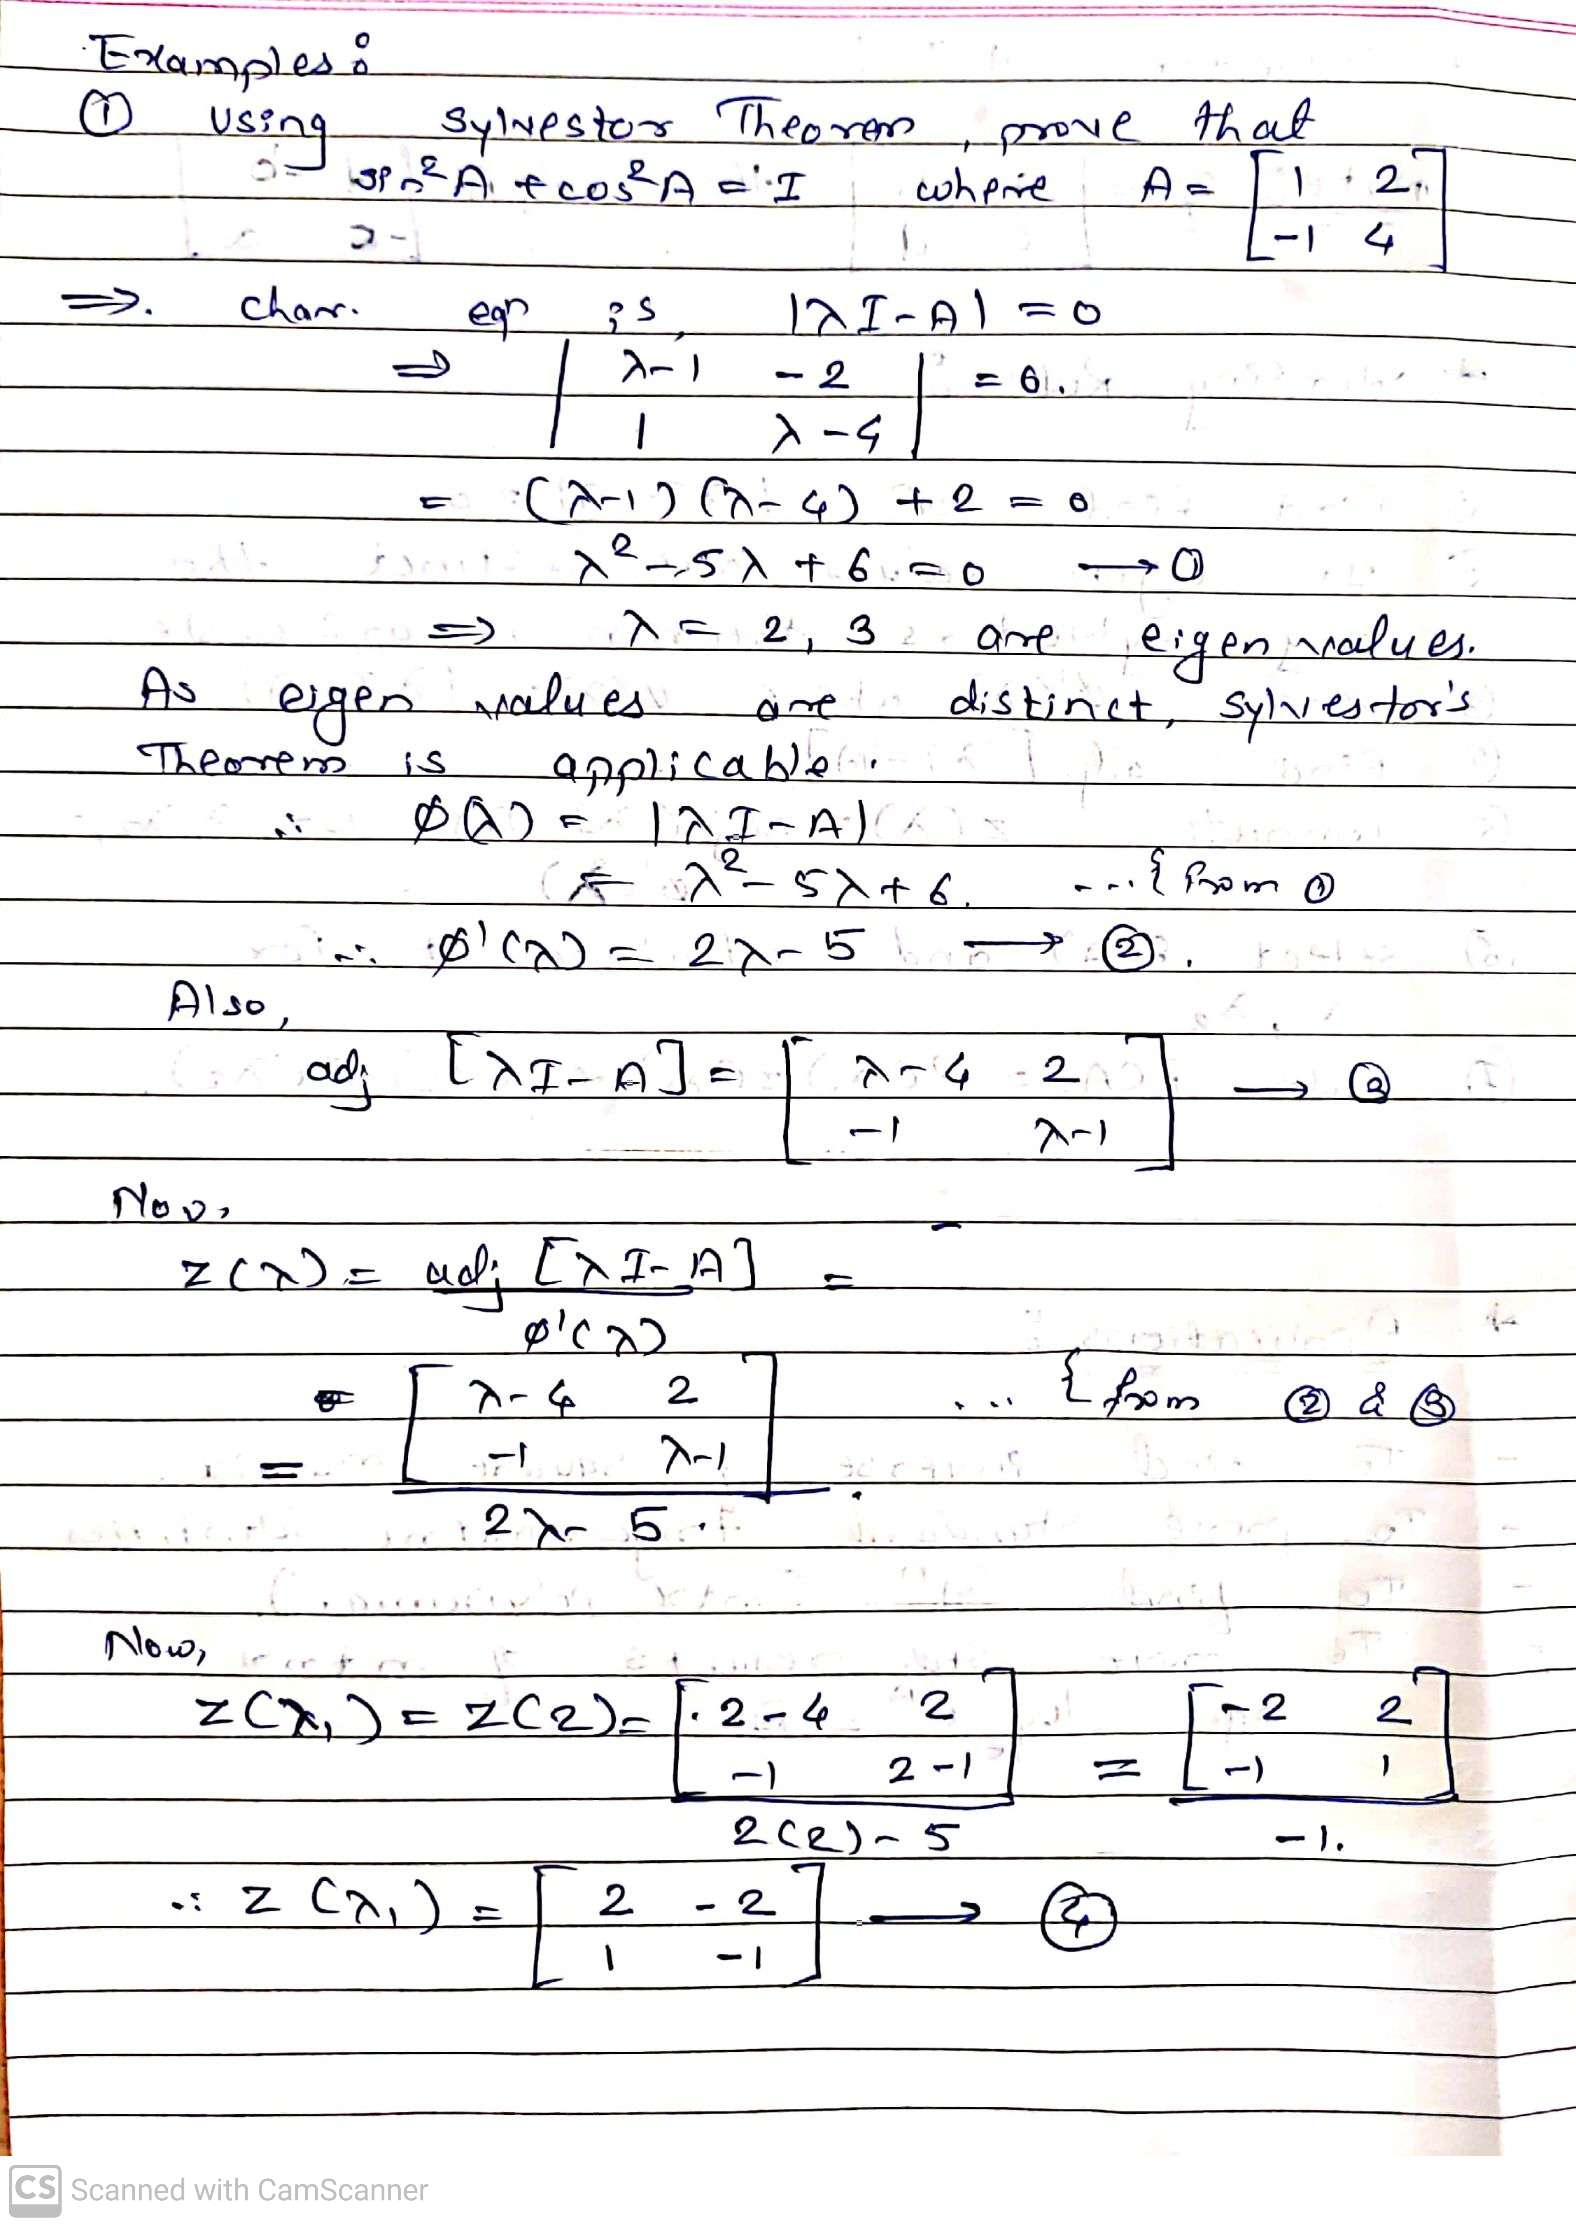 Examples :
① Using Sylvestor Theorem, prove that
sin²A + cos²A = I where A = [ 1 2
-1 4 ]
⇒. Char. eqn is, |λI-A| = 0
⇒ | λ-1 -2 | = 0.
| 1 λ-4 |
= (λ-1) (λ-4) + 2 = 0
λ² - 5λ + 6 = 0 → ①
⇒ λ = 2, 3 are eigen values.
As eigen values are distinct, Sylvestor's
Theorem is applicable.
∴ ø(λ) = |λI-A|
= λ² - 5λ + 6. ...{ from ①
∴ ø'(λ) = 2λ-5 → ②.
Also,
adj [λI-A] = [ λ-4 2
-1 λ-1 ] → ③
Now,
z(λ) = adj [λI-A] =
ø'(λ)
[ λ-4 2 ... { from ② & ③
= -1 λ-1 ]
2λ-5.
Now,
z(λ₁) = z(2) = [ 2-4 2 [ -2 2
-1 2-1 ] = -1 1 ]
2(2)-5 -1.
∴ z(λ₁) = [ 2 -2 → ④
1 -1 ]
CS Scanned with CamScanner